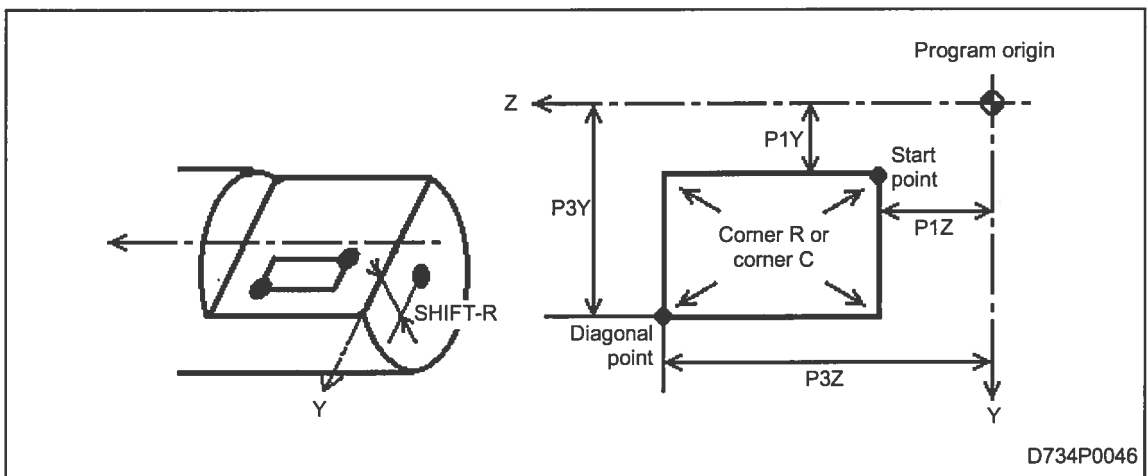 Program origin
Z
P1Y
Start
point
P3Y
P1Z
Corner R or
corner C
SHIFT-R
Diagonal
point
P3Z
Y
Y
D734P0046